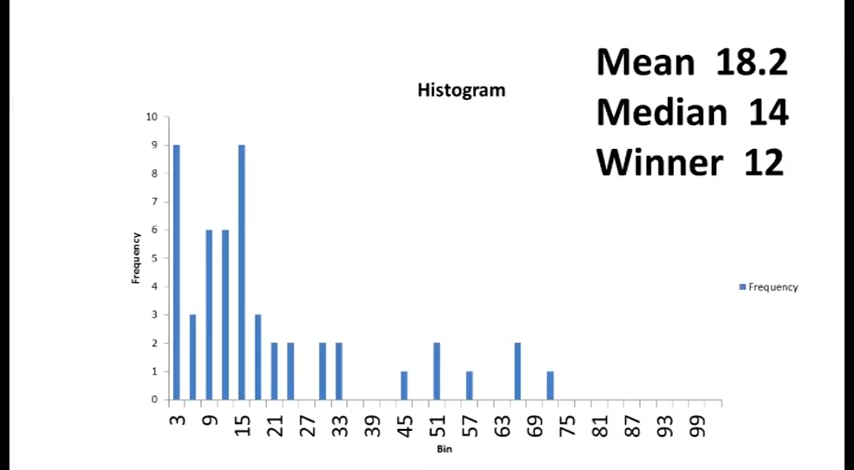 Mean 18.2
Median 14
Winner 12
Histogram
10
9
8
7
6
5
4
3
2
1
0
Frequency
Frequency
3 9 15 21 27 33 39 45 51 57 63 69 75 81 87 93 99
Bin